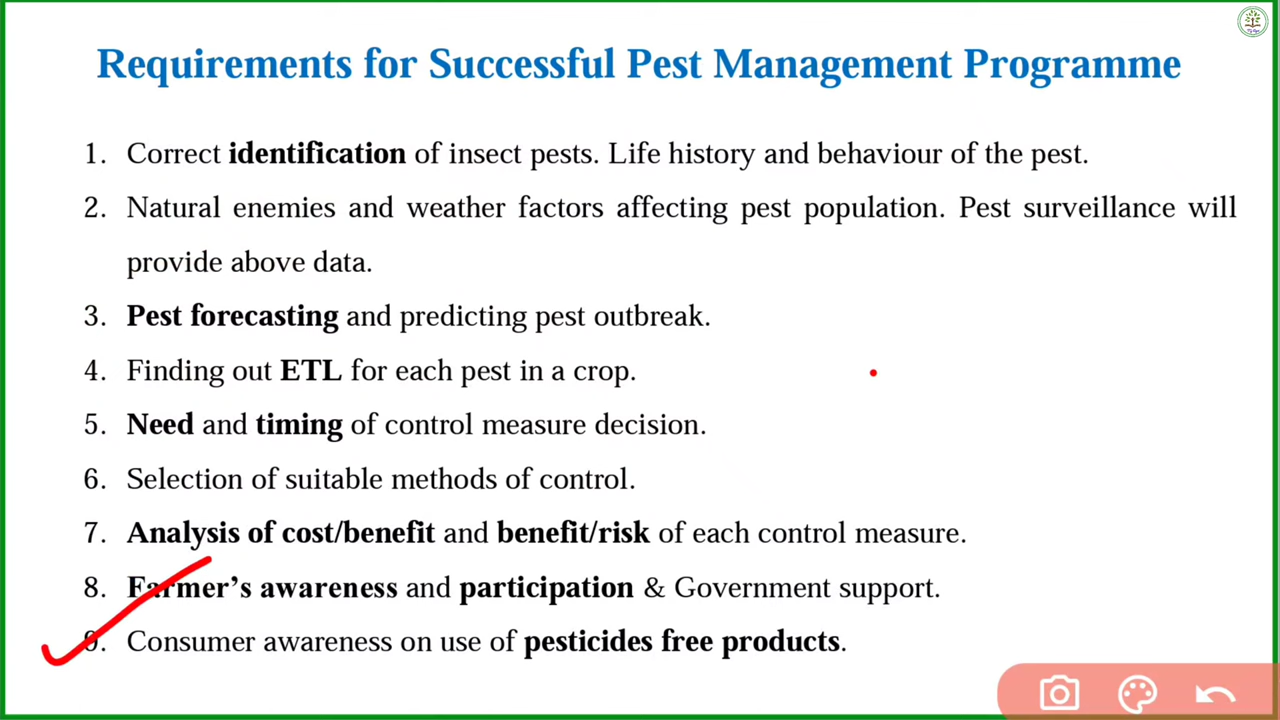 Requirements for Successful Pest Management Programme
1. Correct identification of insect pests. Life history and behaviour of the pest.
2. Natural enemies and weather factors affecting pest population. Pest surveillance will
provide above data.
3. Pest forecasting and predicting pest outbreak.
4. Finding out ETL for each pest in a crop.
5. Need and timing of control measure decision.
6. Selection of suitable methods of control.
7. Analysis of cost/benefit and benefit/risk of each control measure.
8. Farmer’s awareness and participation & Government support.
9. Consumer awareness on use of pesticides free products.